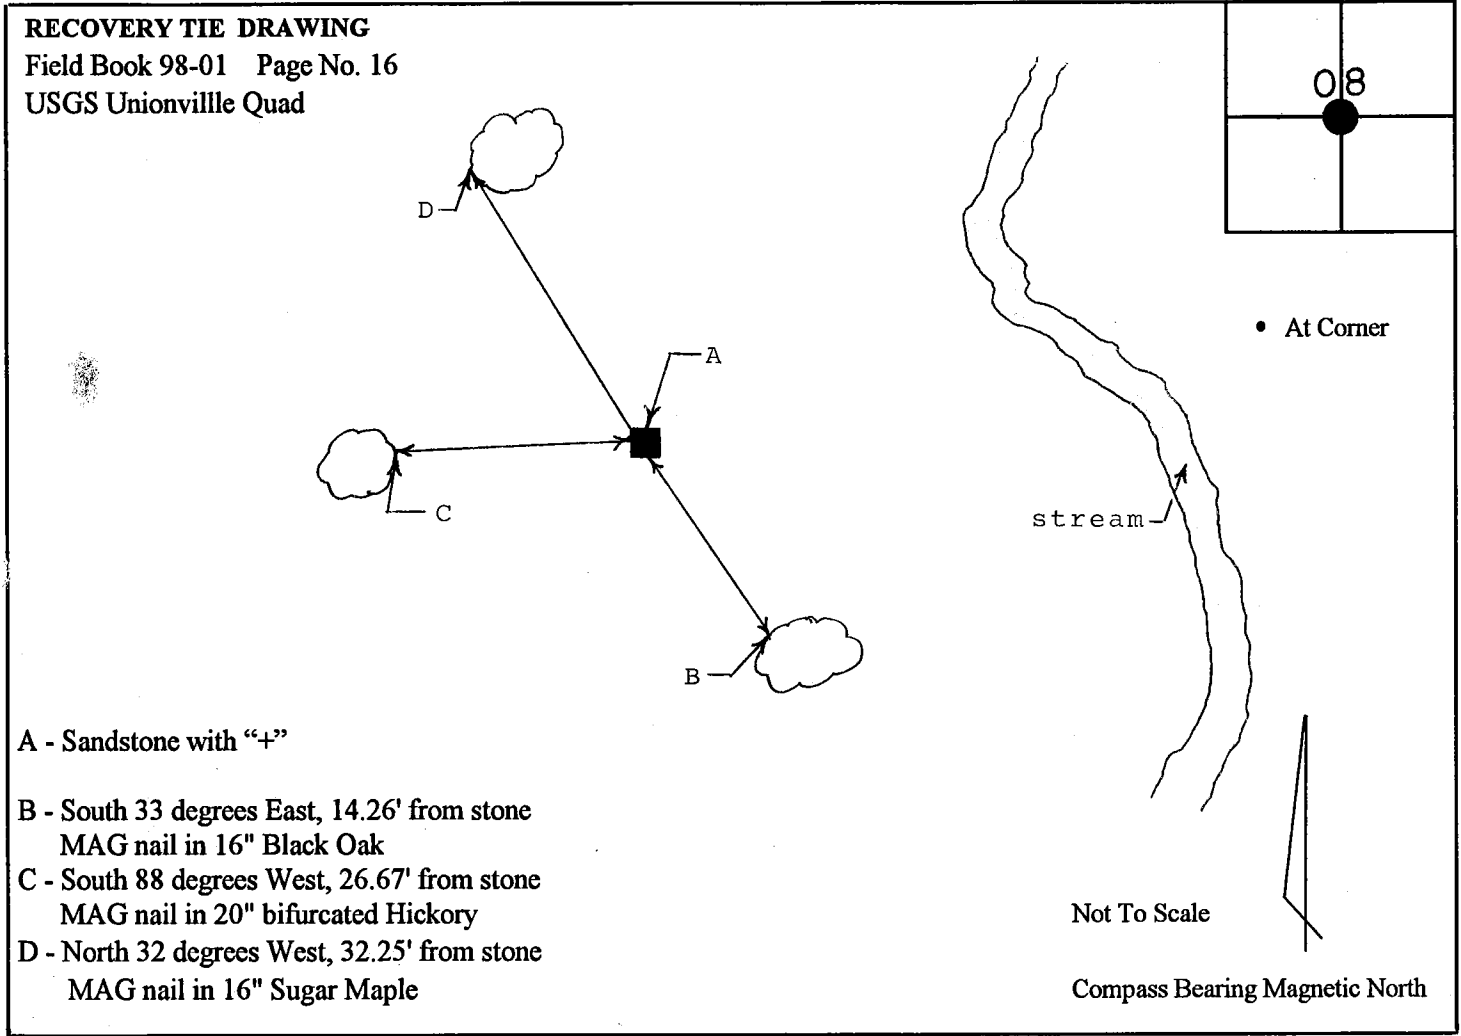 RECOVERY TIE DRAWING
Field Book 98-01 Page No. 16
USGS Unionvillle Quad
08
D
A
At Corner
C
stream
B
A - Sandstone with “+”
B - South 33 degrees East, 14.26' from stone
MAG nail in 16" Black Oak
C - South 88 degrees West, 26.67' from stone
MAG nail in 20" bifurcated Hickory
D - North 32 degrees West, 32.25' from stone
MAG nail in 16" Sugar Maple
Not To Scale
Compass Bearing Magnetic North